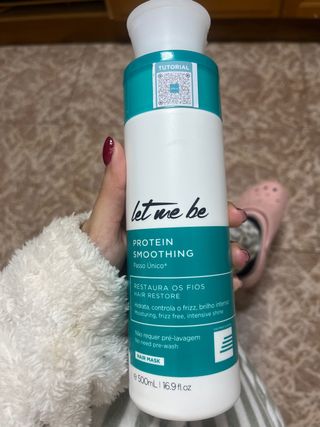 TUTORIAL
let me be
PROTEIN
SMOOTHING
Passo Único*
RESTAURA OS FIOS
HAIR RESTORE
Hidrata, controla o frizz, brilho intenso
Moisturing, frizz free, intensive shine
Não requer pré-lavagem
No need pre-wash
HAIR MASK
e 500mL | 16.9 fl.oz